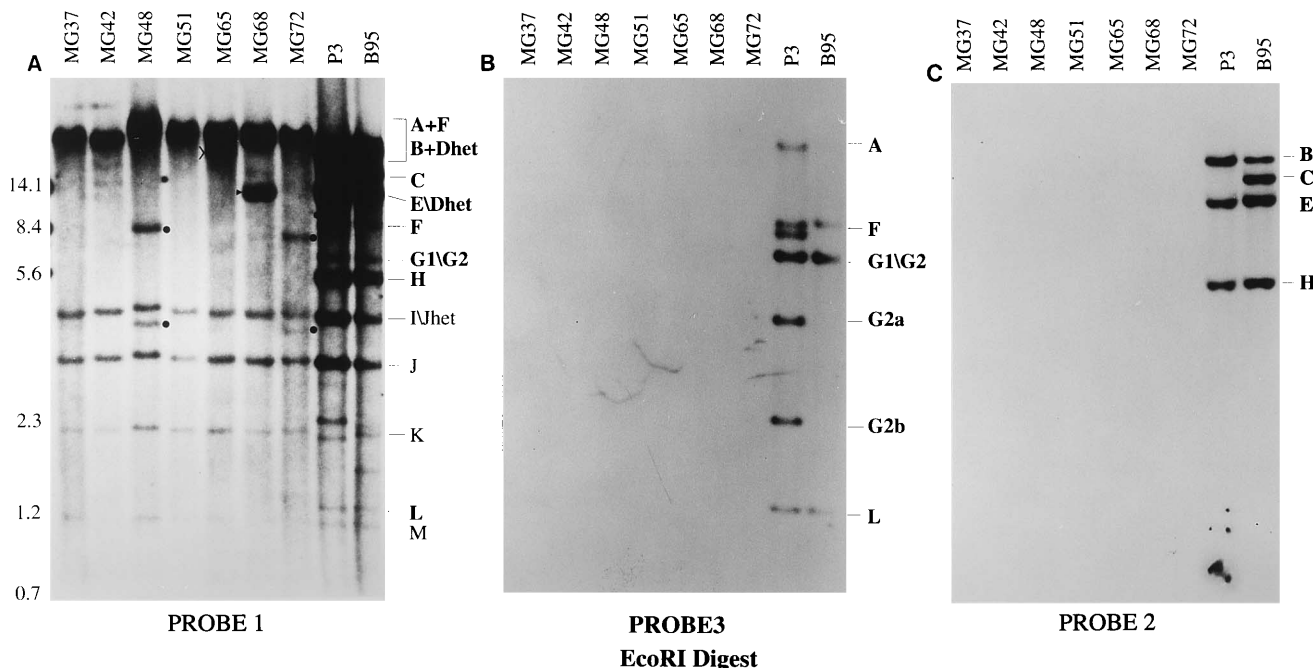 A
MG37
MG42
MG48
MG51
MG65
MG68
MG72
P3
B95
14.1
8.4
5.6
2.3
1.2
0.7
A+F
B+Dhet
C
E\Dhet
F
G1\G2
H
I\Jhet
J
K
L
M
PROBE 1
B
MG37
MG42
MG48
MG51
MG65
MG68
MG72
P3
B95
A
F
G1\G2
G2a
G2b
L
PROBE3
EcoRI Digest
C
MG37
MG42
MG48
MG51
MG65
MG68
MG72
P3
B95
B
C
E
H
PROBE 2